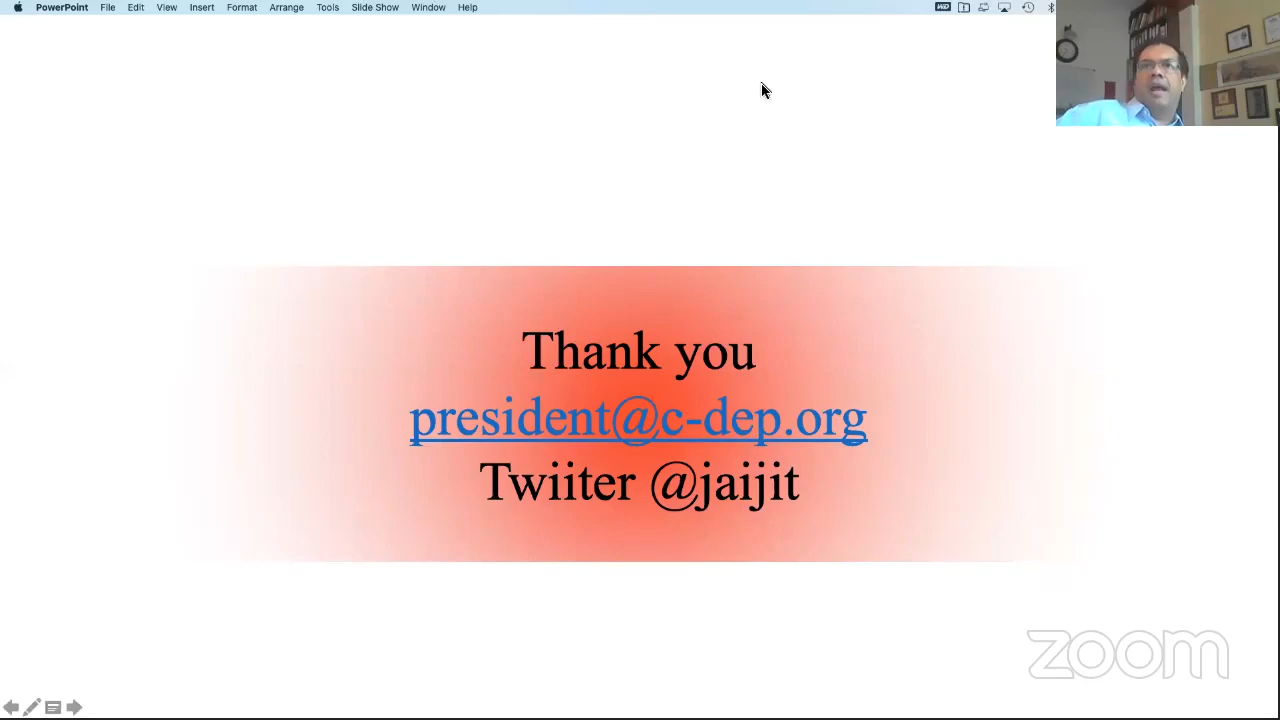 PowerPoint File Edit View Insert Format Arrange Tools Slide Show Window Help
Thank you
president@c-dep.org
Twiiter @jaijit
zoom